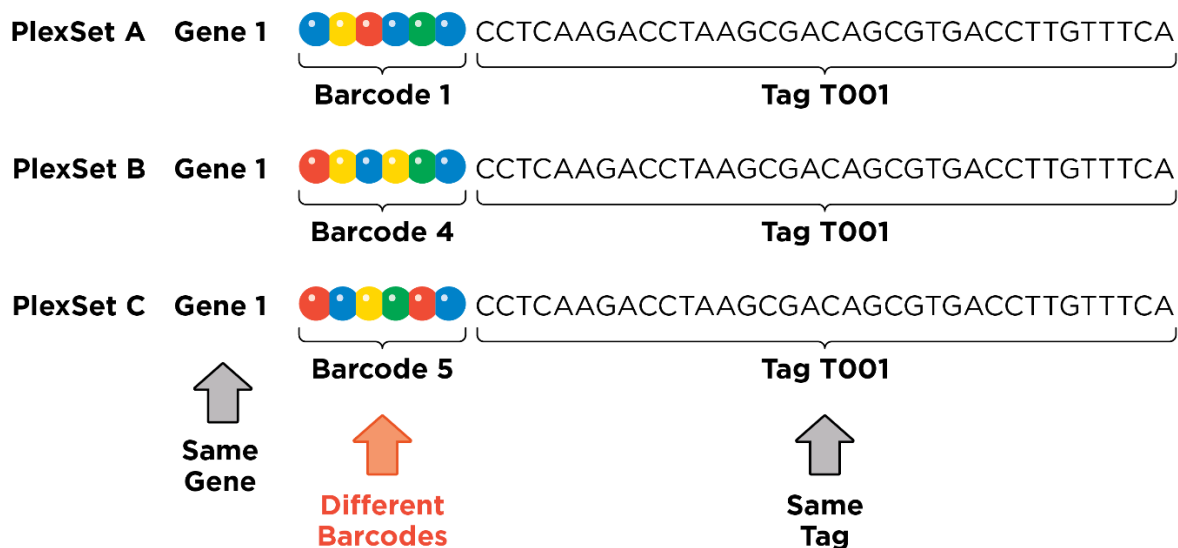 PlexSet A Gene 1 CCTCAAGACCTAAGCGACAGCGTGACCTTGTTTCA
Barcode 1 Tag T001
PlexSet B Gene 1 CCTCAAGACCTAAGCGACAGCGTGACCTTGTTTCA
Barcode 4 Tag T001
PlexSet C Gene 1 CCTCAAGACCTAAGCGACAGCGTGACCTTGTTTCA
Barcode 5 Tag T001
Same
Gene
Different
Barcodes
Same
Tag